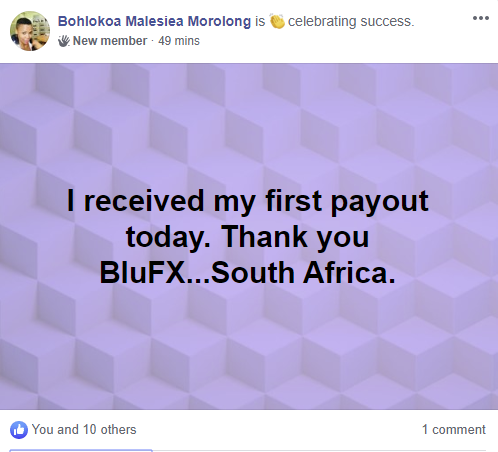 Bohlokoa Malesiea Morolong is 👏 celebrating success.
New member · 49 mins
I received my first payout
today. Thank you
BluFX...South Africa.
You and 10 others
1 comment